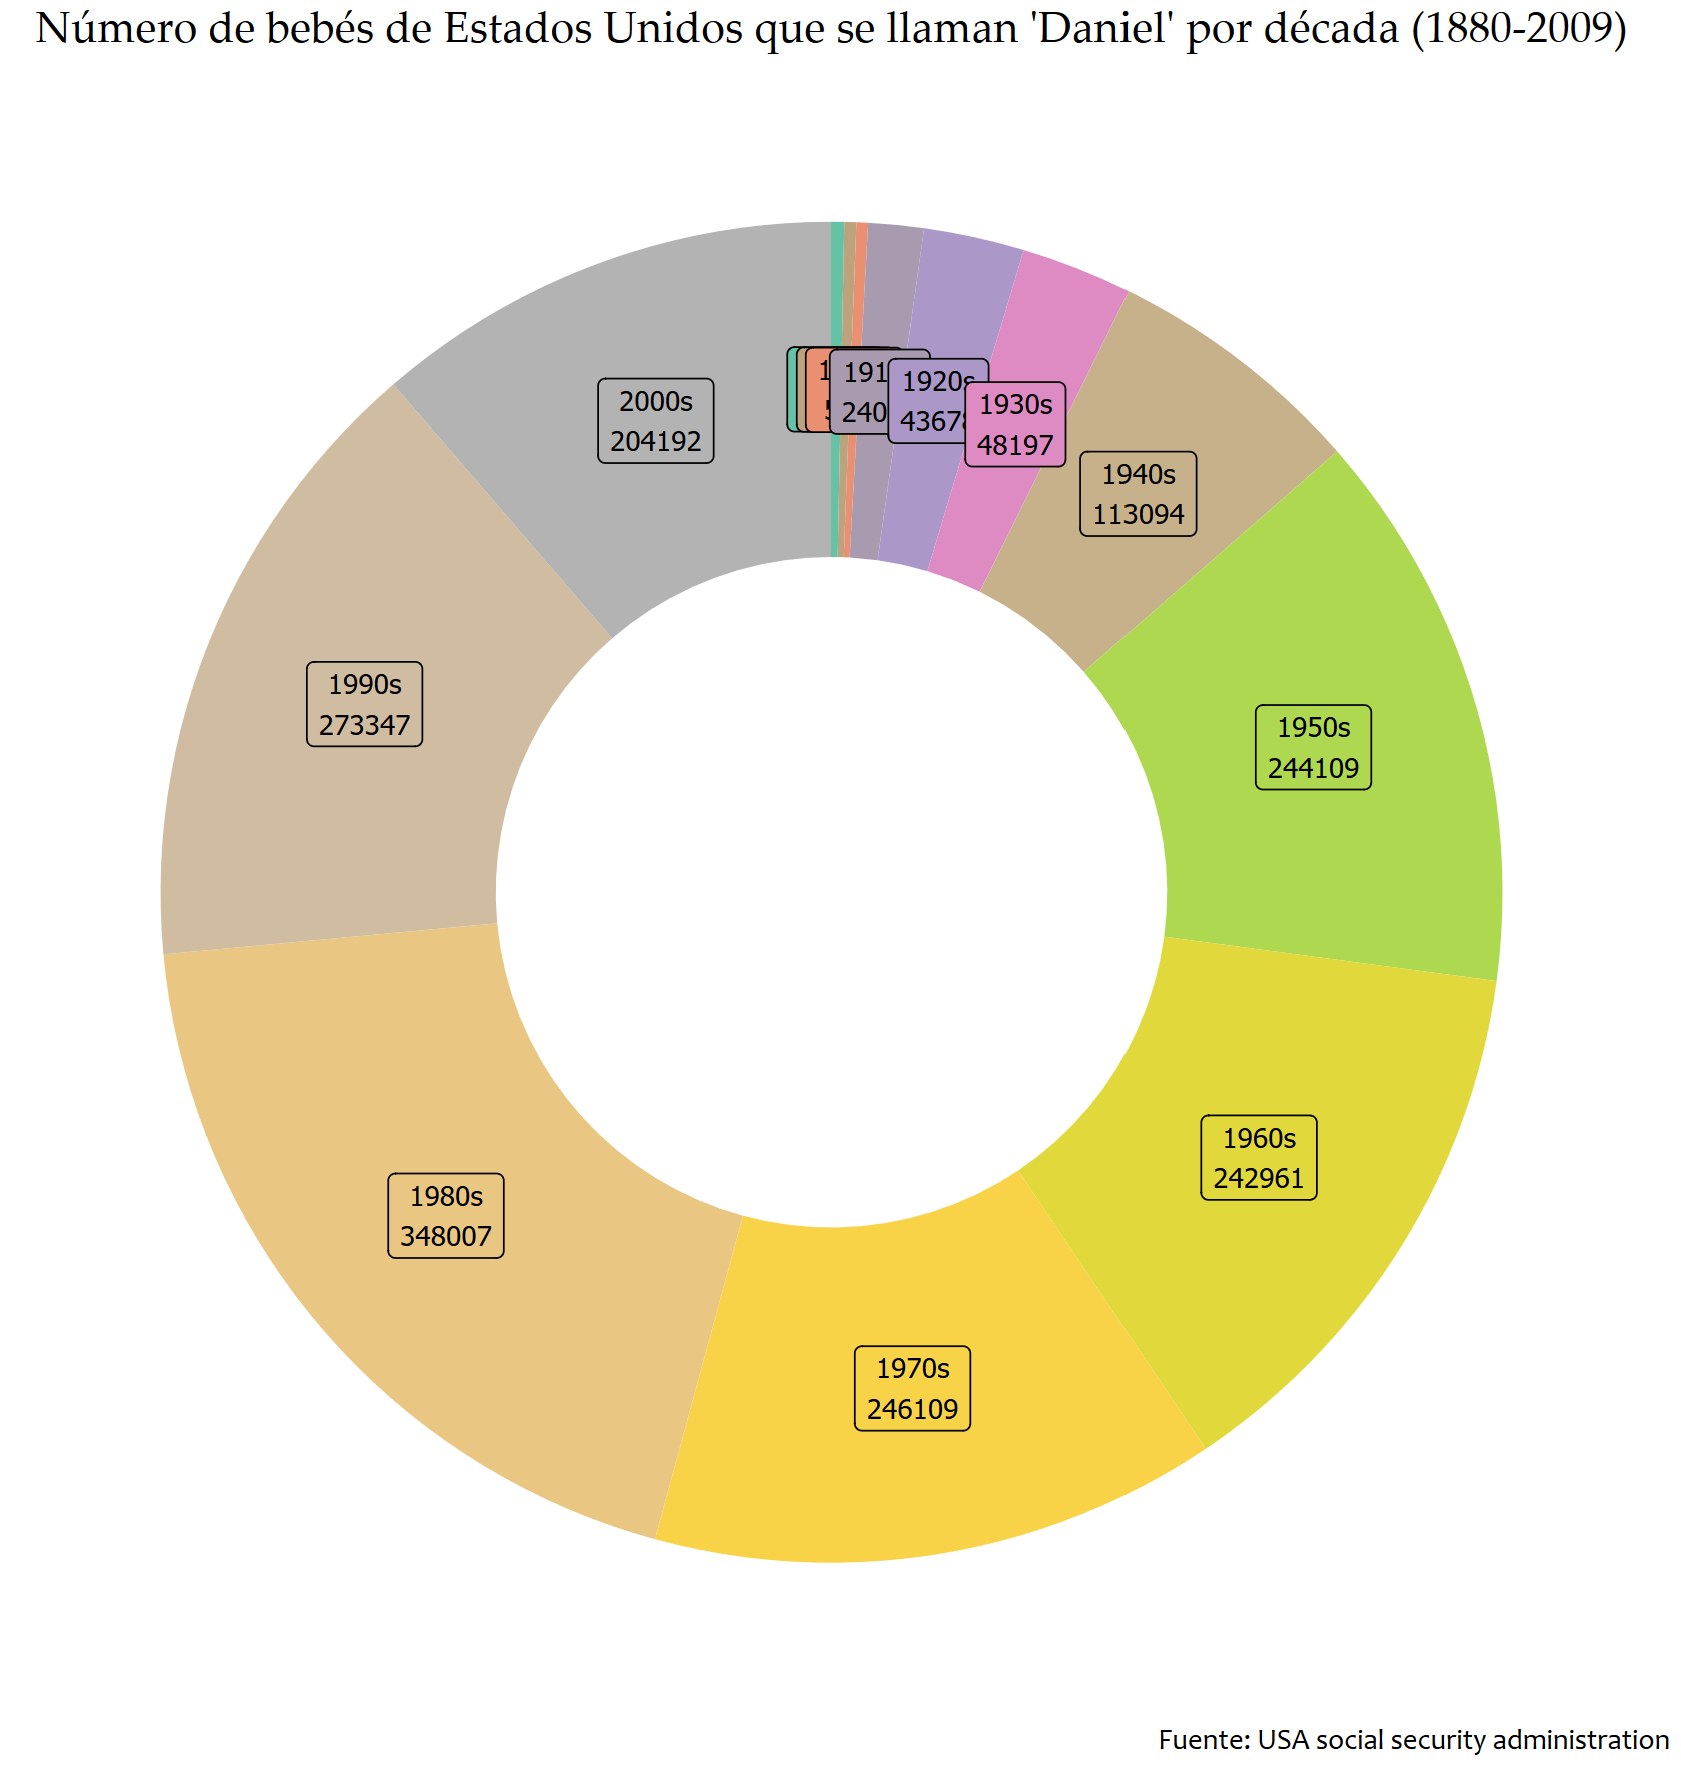 Número de bebés de Estados Unidos que se llaman 'Daniel' por década (1880-2009)
1920s
1930s
48197
1940s
113094
1950s
244109
1960s
242961
1970s
246109
1980s
348007
1990s
273347
2000s
204192
Fuente: USA social security administration